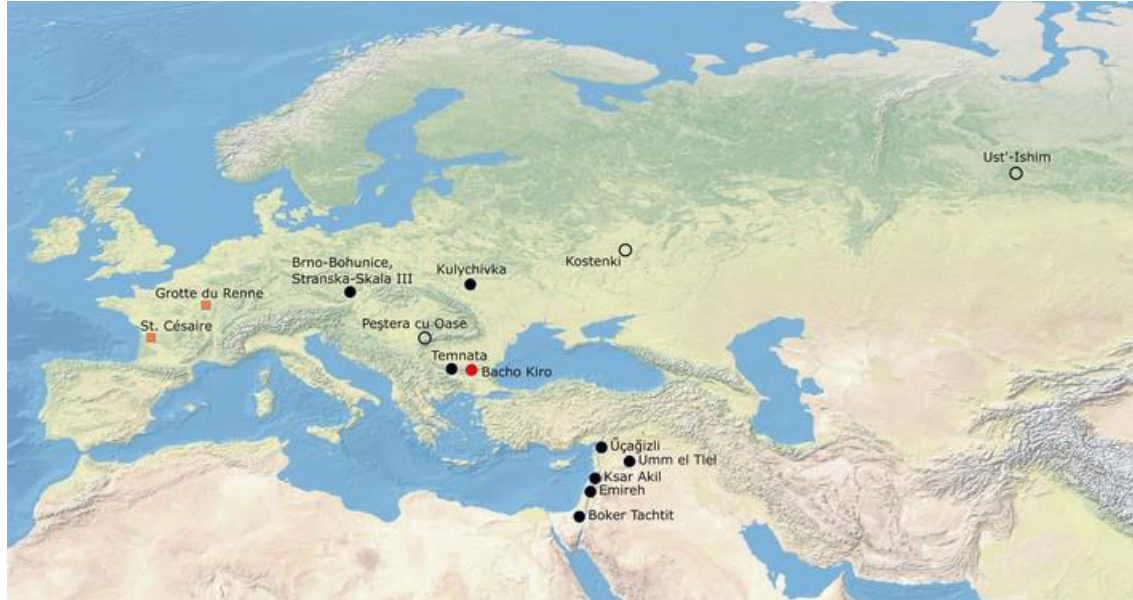 Ust'-Ishim
Kostenki
Brno-Bohunice,
Stranska-Skala III
Kulychivka
Grotte du Renne
St. Césaire
Peştera cu Oase
Temnata
Bacho Kiro
Űçağizli
Umm el Tlel
Ksar Akil
Emireh
Boker Tachtit